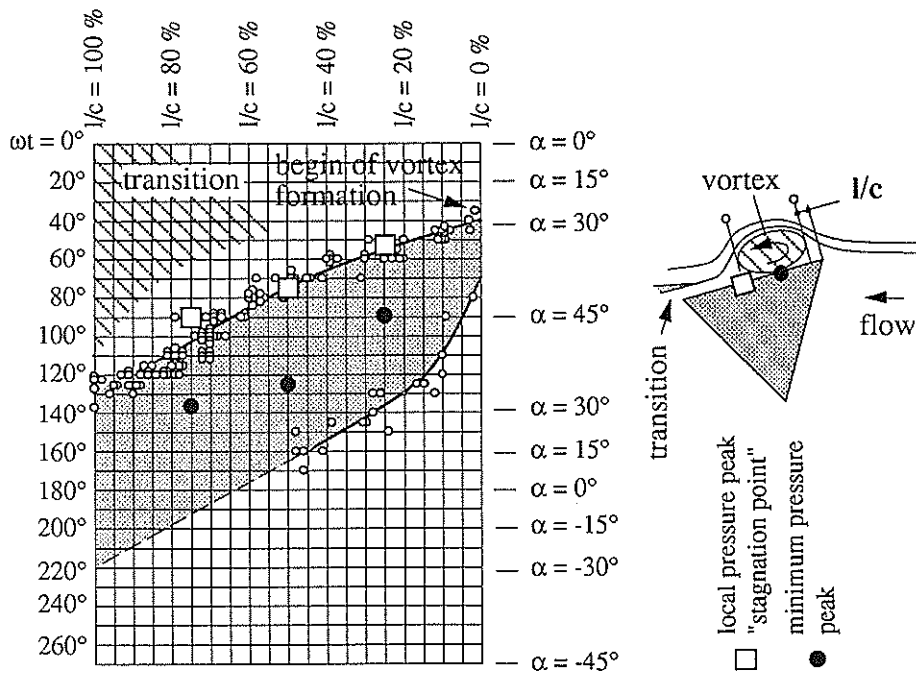 l/c = 100 %
l/c = 80 %
l/c = 60 %
l/c = 40 %
l/c = 20 %
l/c = 0 %
ωt = 0°
20°
40°
60°
80°
100°
120°
140°
160°
180°
200°
220°
240°
260°
transition
begin of vortex
formation
α = 0°
α = 15°
α = 30°
α = 45°
α = 30°
α = 15°
α = 0°
α = -15°
α = -30°
α = -45°
vortex
l/c
flow
transition
local pressure peak
"stagnation point"
minimum pressure
peak